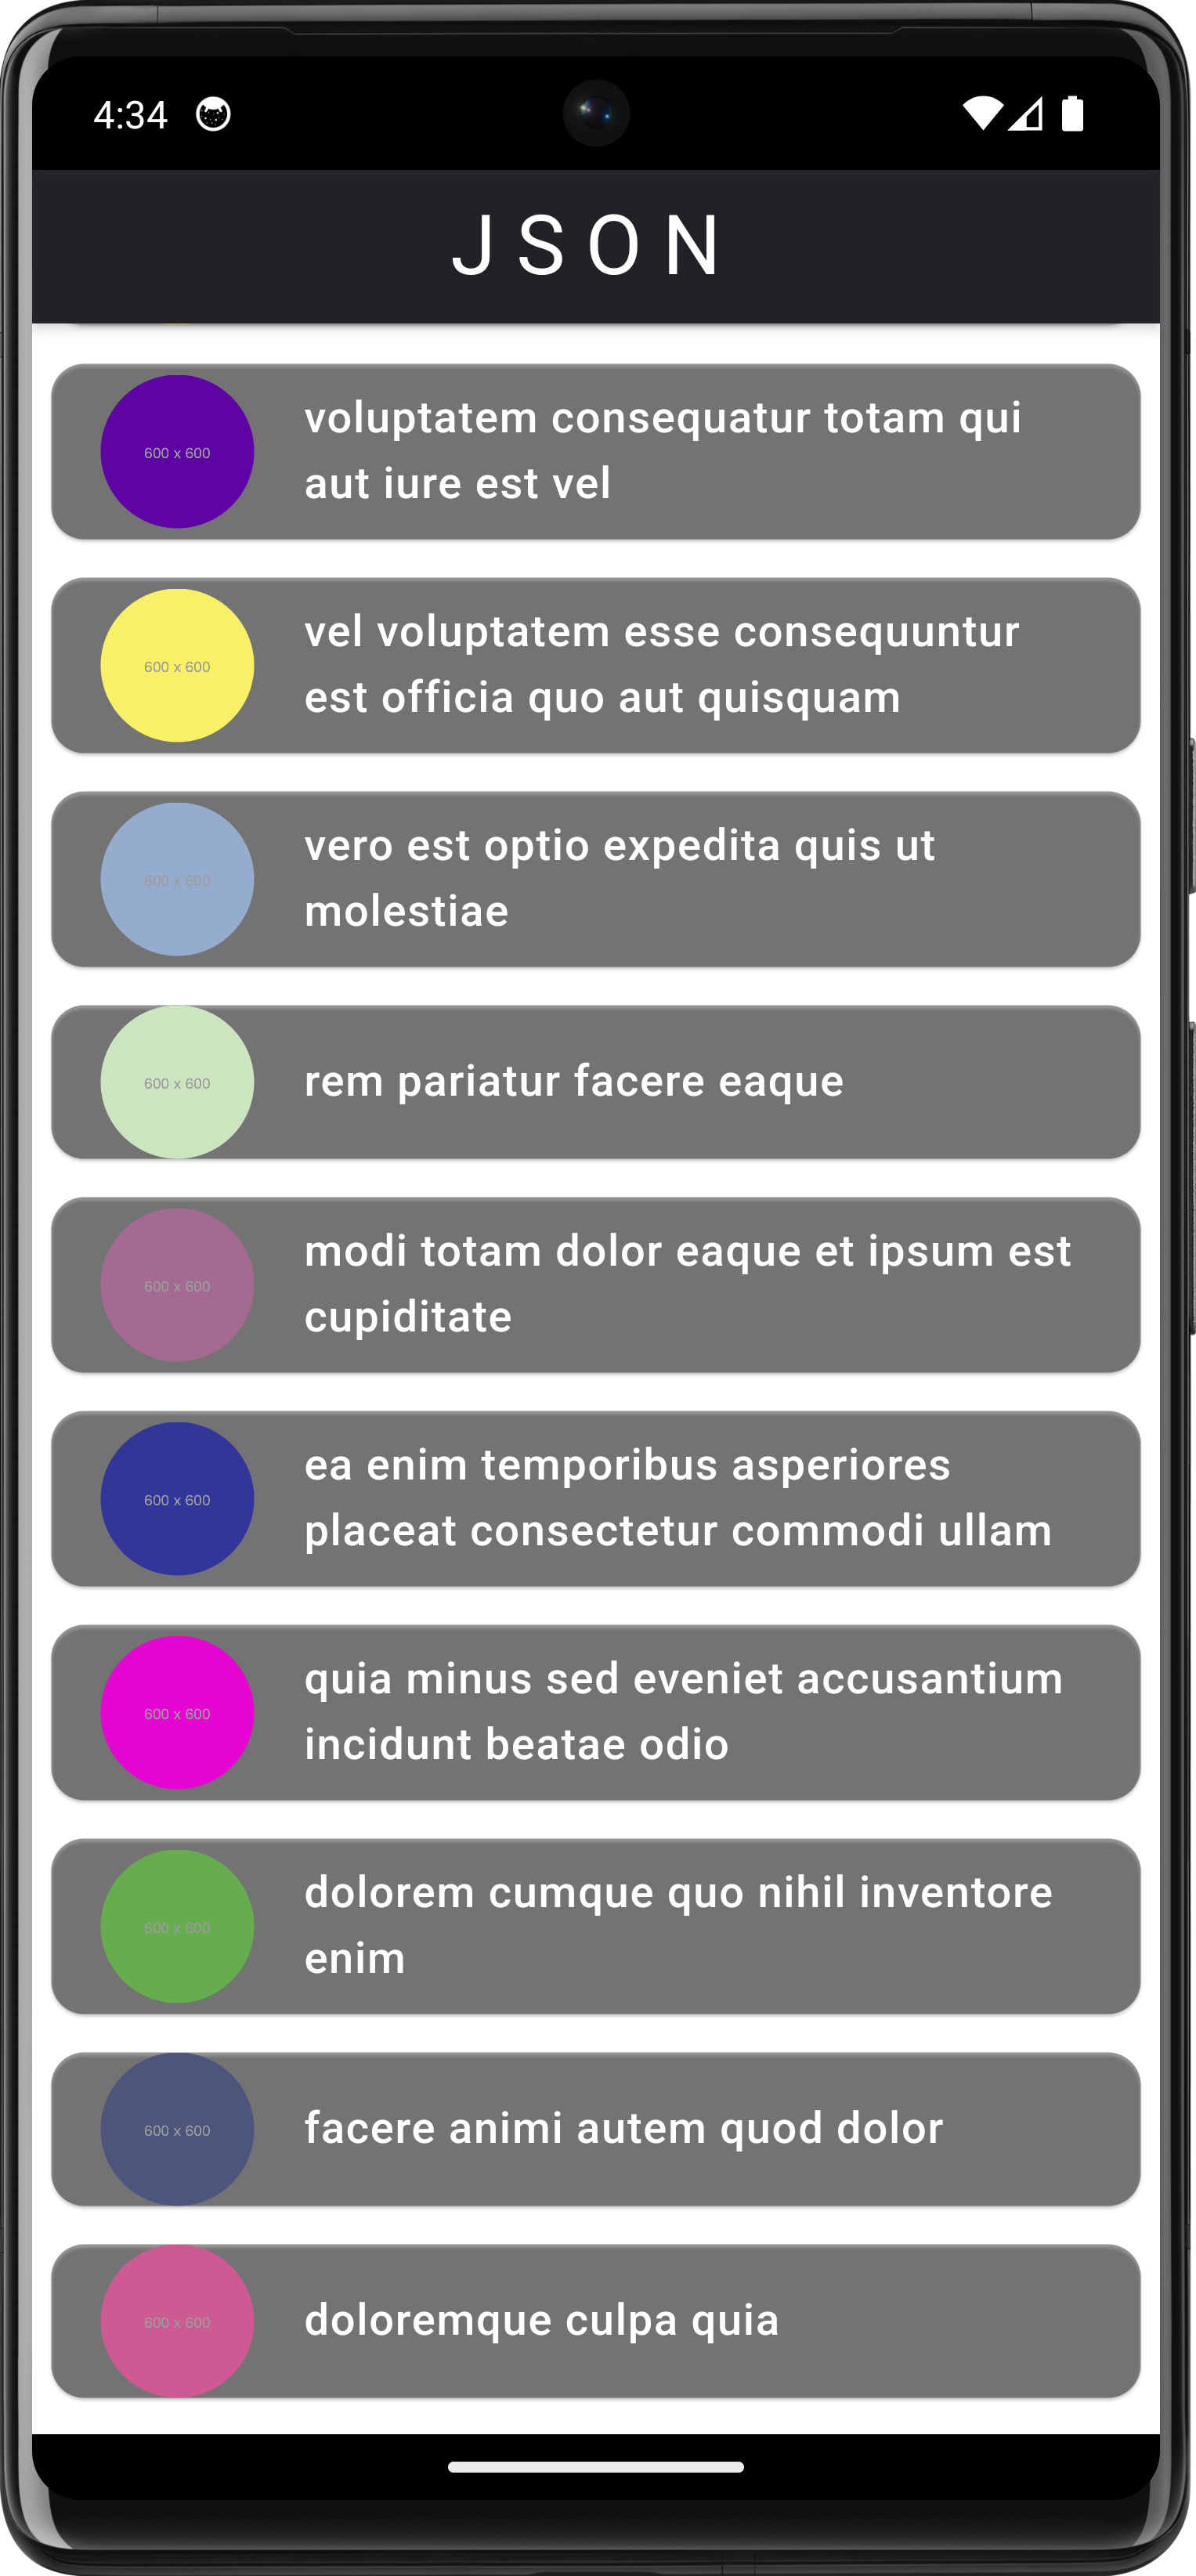 4:34
JSON
600 x 600
voluptatem consequatur totam qui
aut iure est vel
600 x 600
vel voluptatem esse consequuntur
est officia quo aut quisquam
600 x 600
vero est optio expedita quis ut
molestiae
600 x 600
rem pariatur facere eaque
600 x 600
modi totam dolor eaque et ipsum est
cupiditate
600 x 600
ea enim temporibus asperiores
placeat consectetur commodi ullam
600 x 600
quia minus sed eveniet accusantium
incidunt beatae odio
600 x 600
dolorem cumque quo nihil inventore
enim
600 x 600
facere animi autem quod dolor
600 x 600
doloremque culpa quia